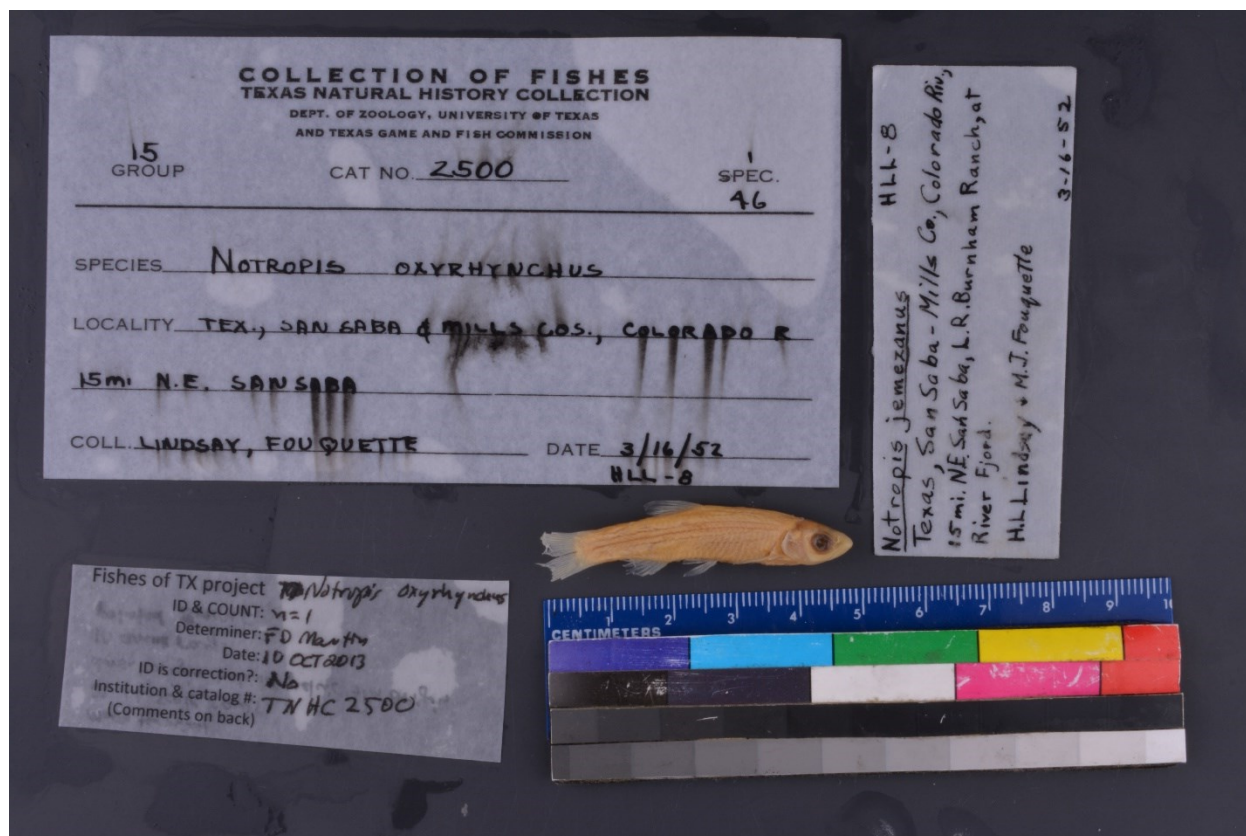 COLLECTION OF FISHES
TEXAS NATURAL HISTORY COLLECTION
DEPT. OF ZOOLOGY, UNIVERSITY OF TEXAS
AND TEXAS GAME AND FISH COMMISSION
15
GROUP
CAT NO. 2500
1
SPEC.
46
SPECIES NOTROPIS OXYRHYNCHUS
LOCALITY TEX., SAN SABA & MILLS COS., COLORADO R
15mi N.E. SAN SABA
COLL. LINDSAY, FOUQUETTE DATE 3/16/52
HLL-8
Notropis jemezanus HLL-8
Texas, San Saba-Mills Co., Colorado Riv.,
15 mi. NE. San Saba, L.R. Burnham Ranch, at
River Fjord.
H.L Lindsay & M.J. Fouquette
3-16-52
Fishes of TX project Notropis oxyrhynchus
ID & COUNT: n=1
Determiner: FD Martin
Date: 10 OCT 2013
ID is correction?: No
Institution & catalog #: TNHC 2500
(Comments on back)
1 2 3 4 5 6 7 8 9
CENTIMETERS